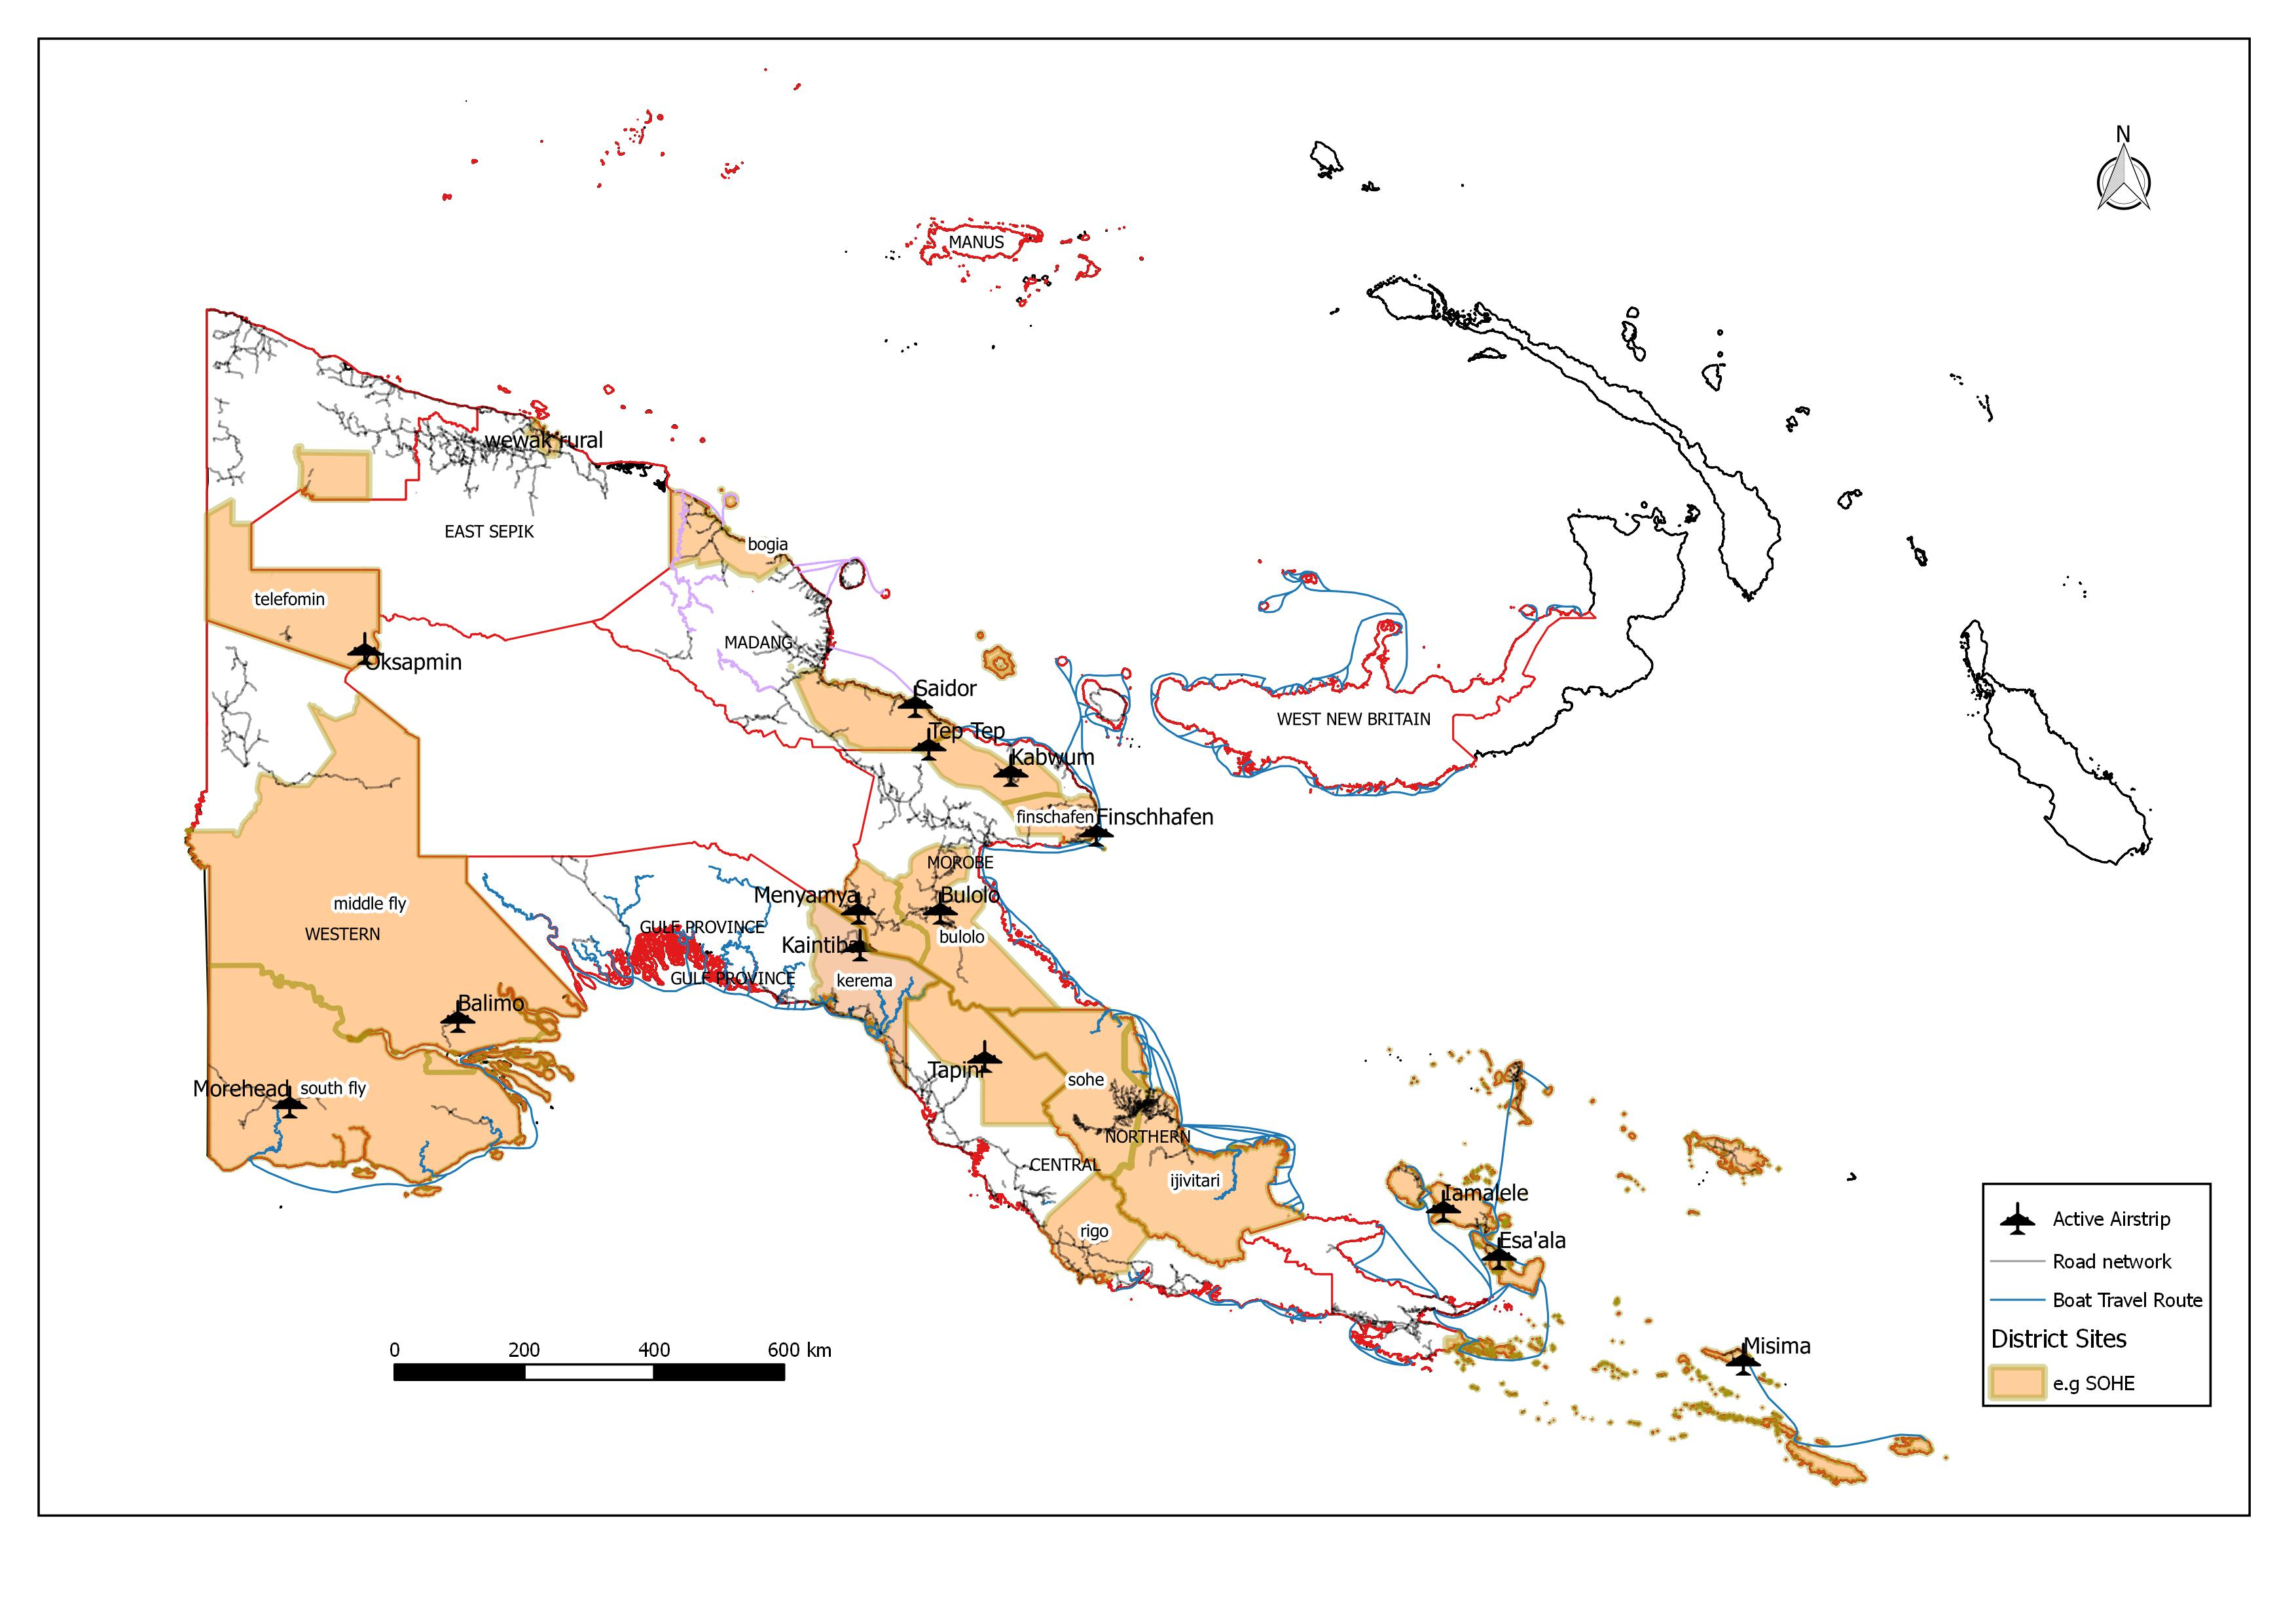 N
MANUS
wewak rural
EAST SEPIK
bogia
telefomin
MADANG
Oksapmin
Saidor
WEST NEW BRITAIN
Tep Tep
Kabwum
finschafen
Finschhafen
MOROBE
Menyamya
Bulolo
middle fly
GULF PROVINCE
WESTERN
bulolo
Kaintiba
GULF PROVINCE
kerema
Balimo
Tapini
sohe
Morehead
south fly
NORTHERN
CENTRAL
ijivitari
Iamalele
rigo
Esa'ala
Misima
Active Airstrip
Road network
Boat Travel Route
District Sites
e.g SOHE
0 200 400 600 km